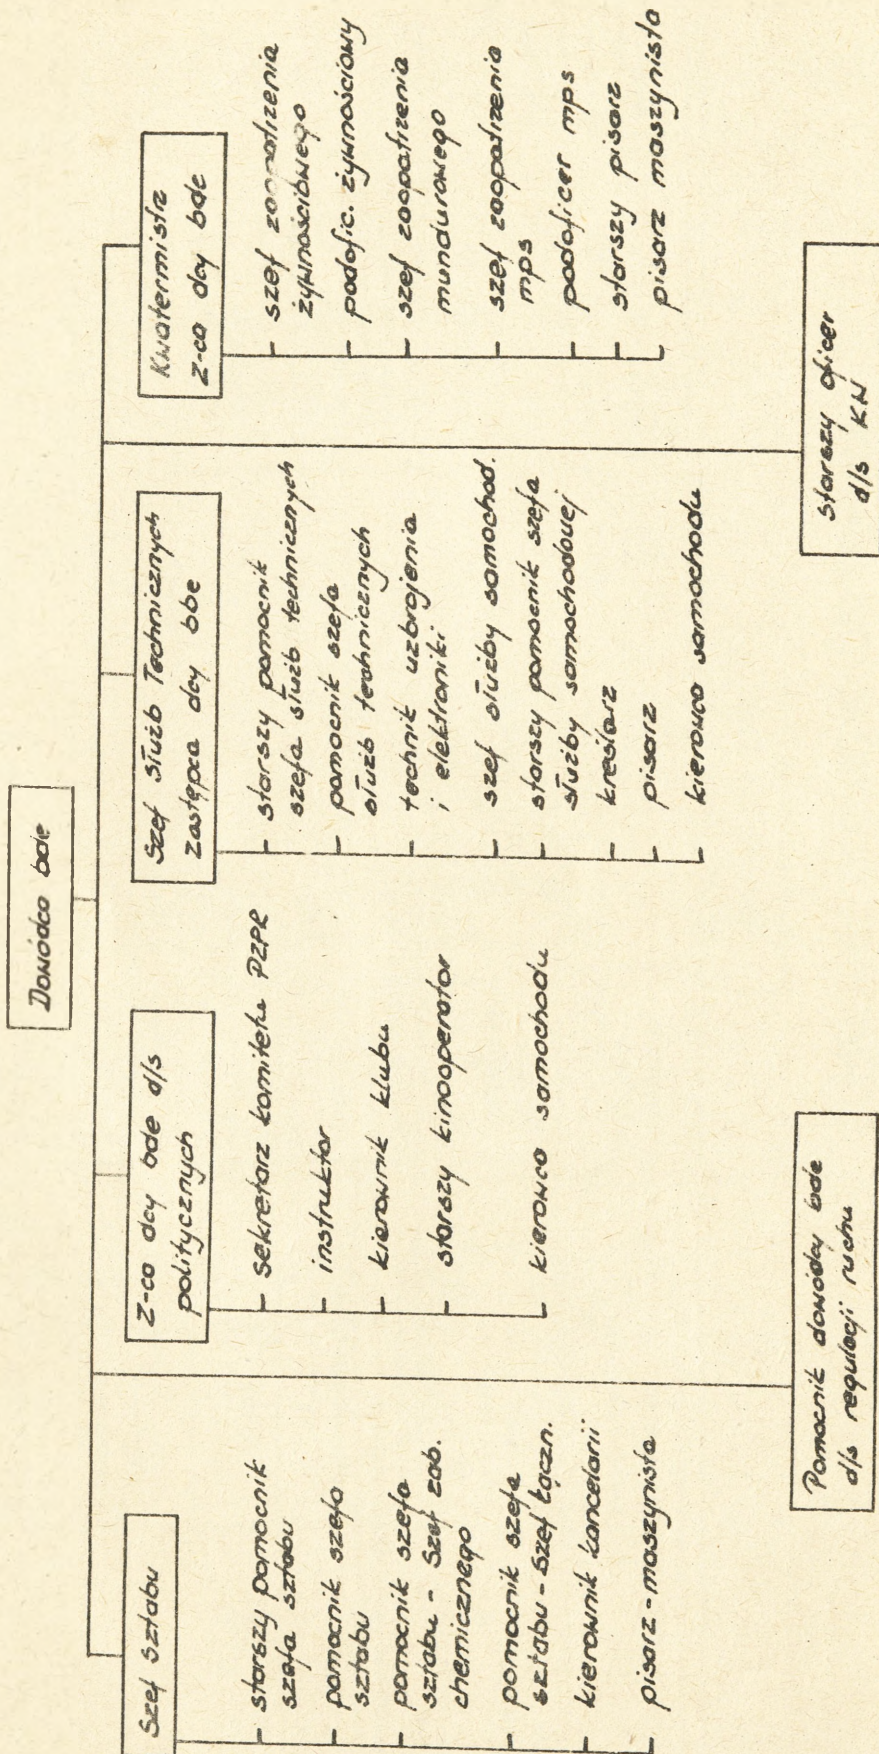 Dowódca bde
Szef sztabu
starszy pomocnik
szefa sztabu
pomocnik szefa
sztabu
pomocnik szefa
sztabu - Szef zab.
chemicznego
pomocnik szefa
sztabu - Szef łączn.
kierownik kancelarii
pisarz - maszynista
Z-ca dcy bde d/s
politycznych
sekretarz komitetu PZPR
instruktor
kierownik klubu
starszy kinooperator
kierowca samochodu
Szef Służb Technicznych
Zastępca dcy bbe
starszy pomocnik
szefa służb technicznych
pomocnik szefa
służb technicznych
technik uzbrojenia
i elektroniki
szef służby samochod.
starszy pomocnik szefa
służby samochodowej
kreślarz
pisarz
kierowca samochodu
Kwatermistrz
Z-ca dcy bde
szef zaopatrzenia
żywnościowego
podofic. żywnościowy
szef zaopatrzenia
mundurowego
szef zaopatrzenia
mps
podoficer mps
starszy pisarz
pisarz maszynista
Pomocnik dowódcy bde
d/s regulacji ruchu
Starszy oficer
d/s KW